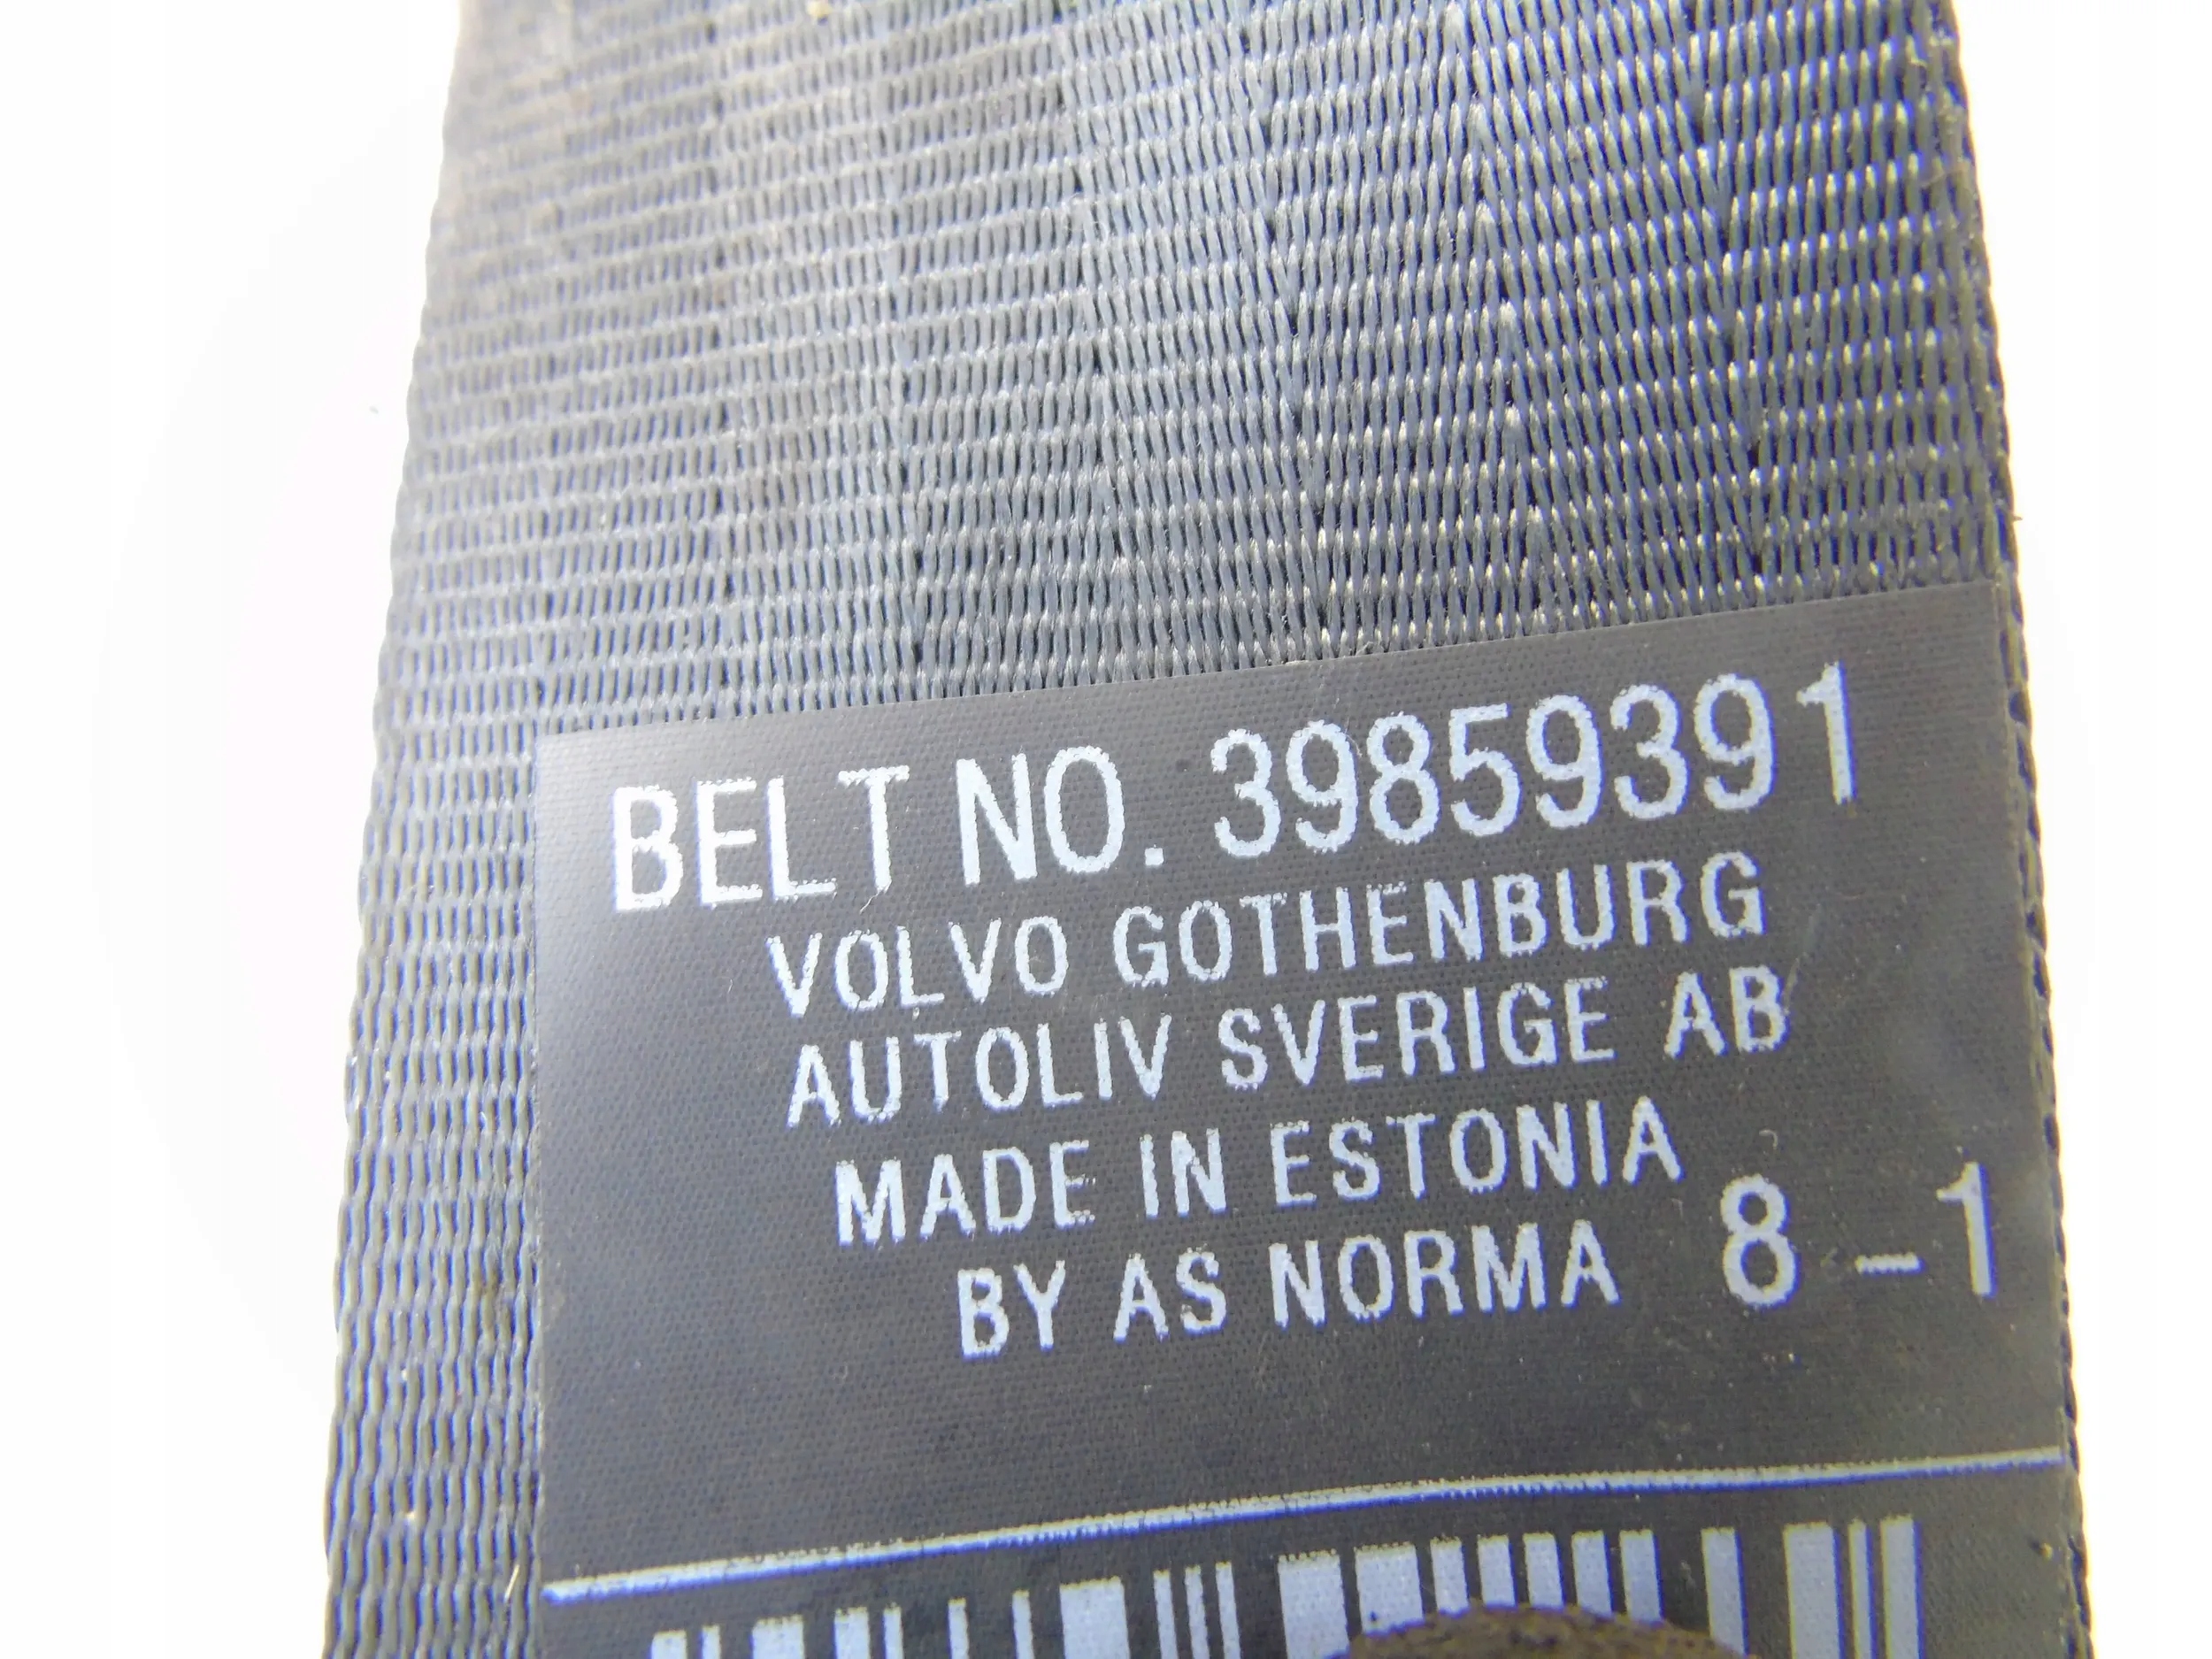 BELT NO. 39859391
VOLVO GOTHENBURG
AUTOLIV SVERIGE AB
MADE IN ESTONIA
BY AS NORMA 8-1